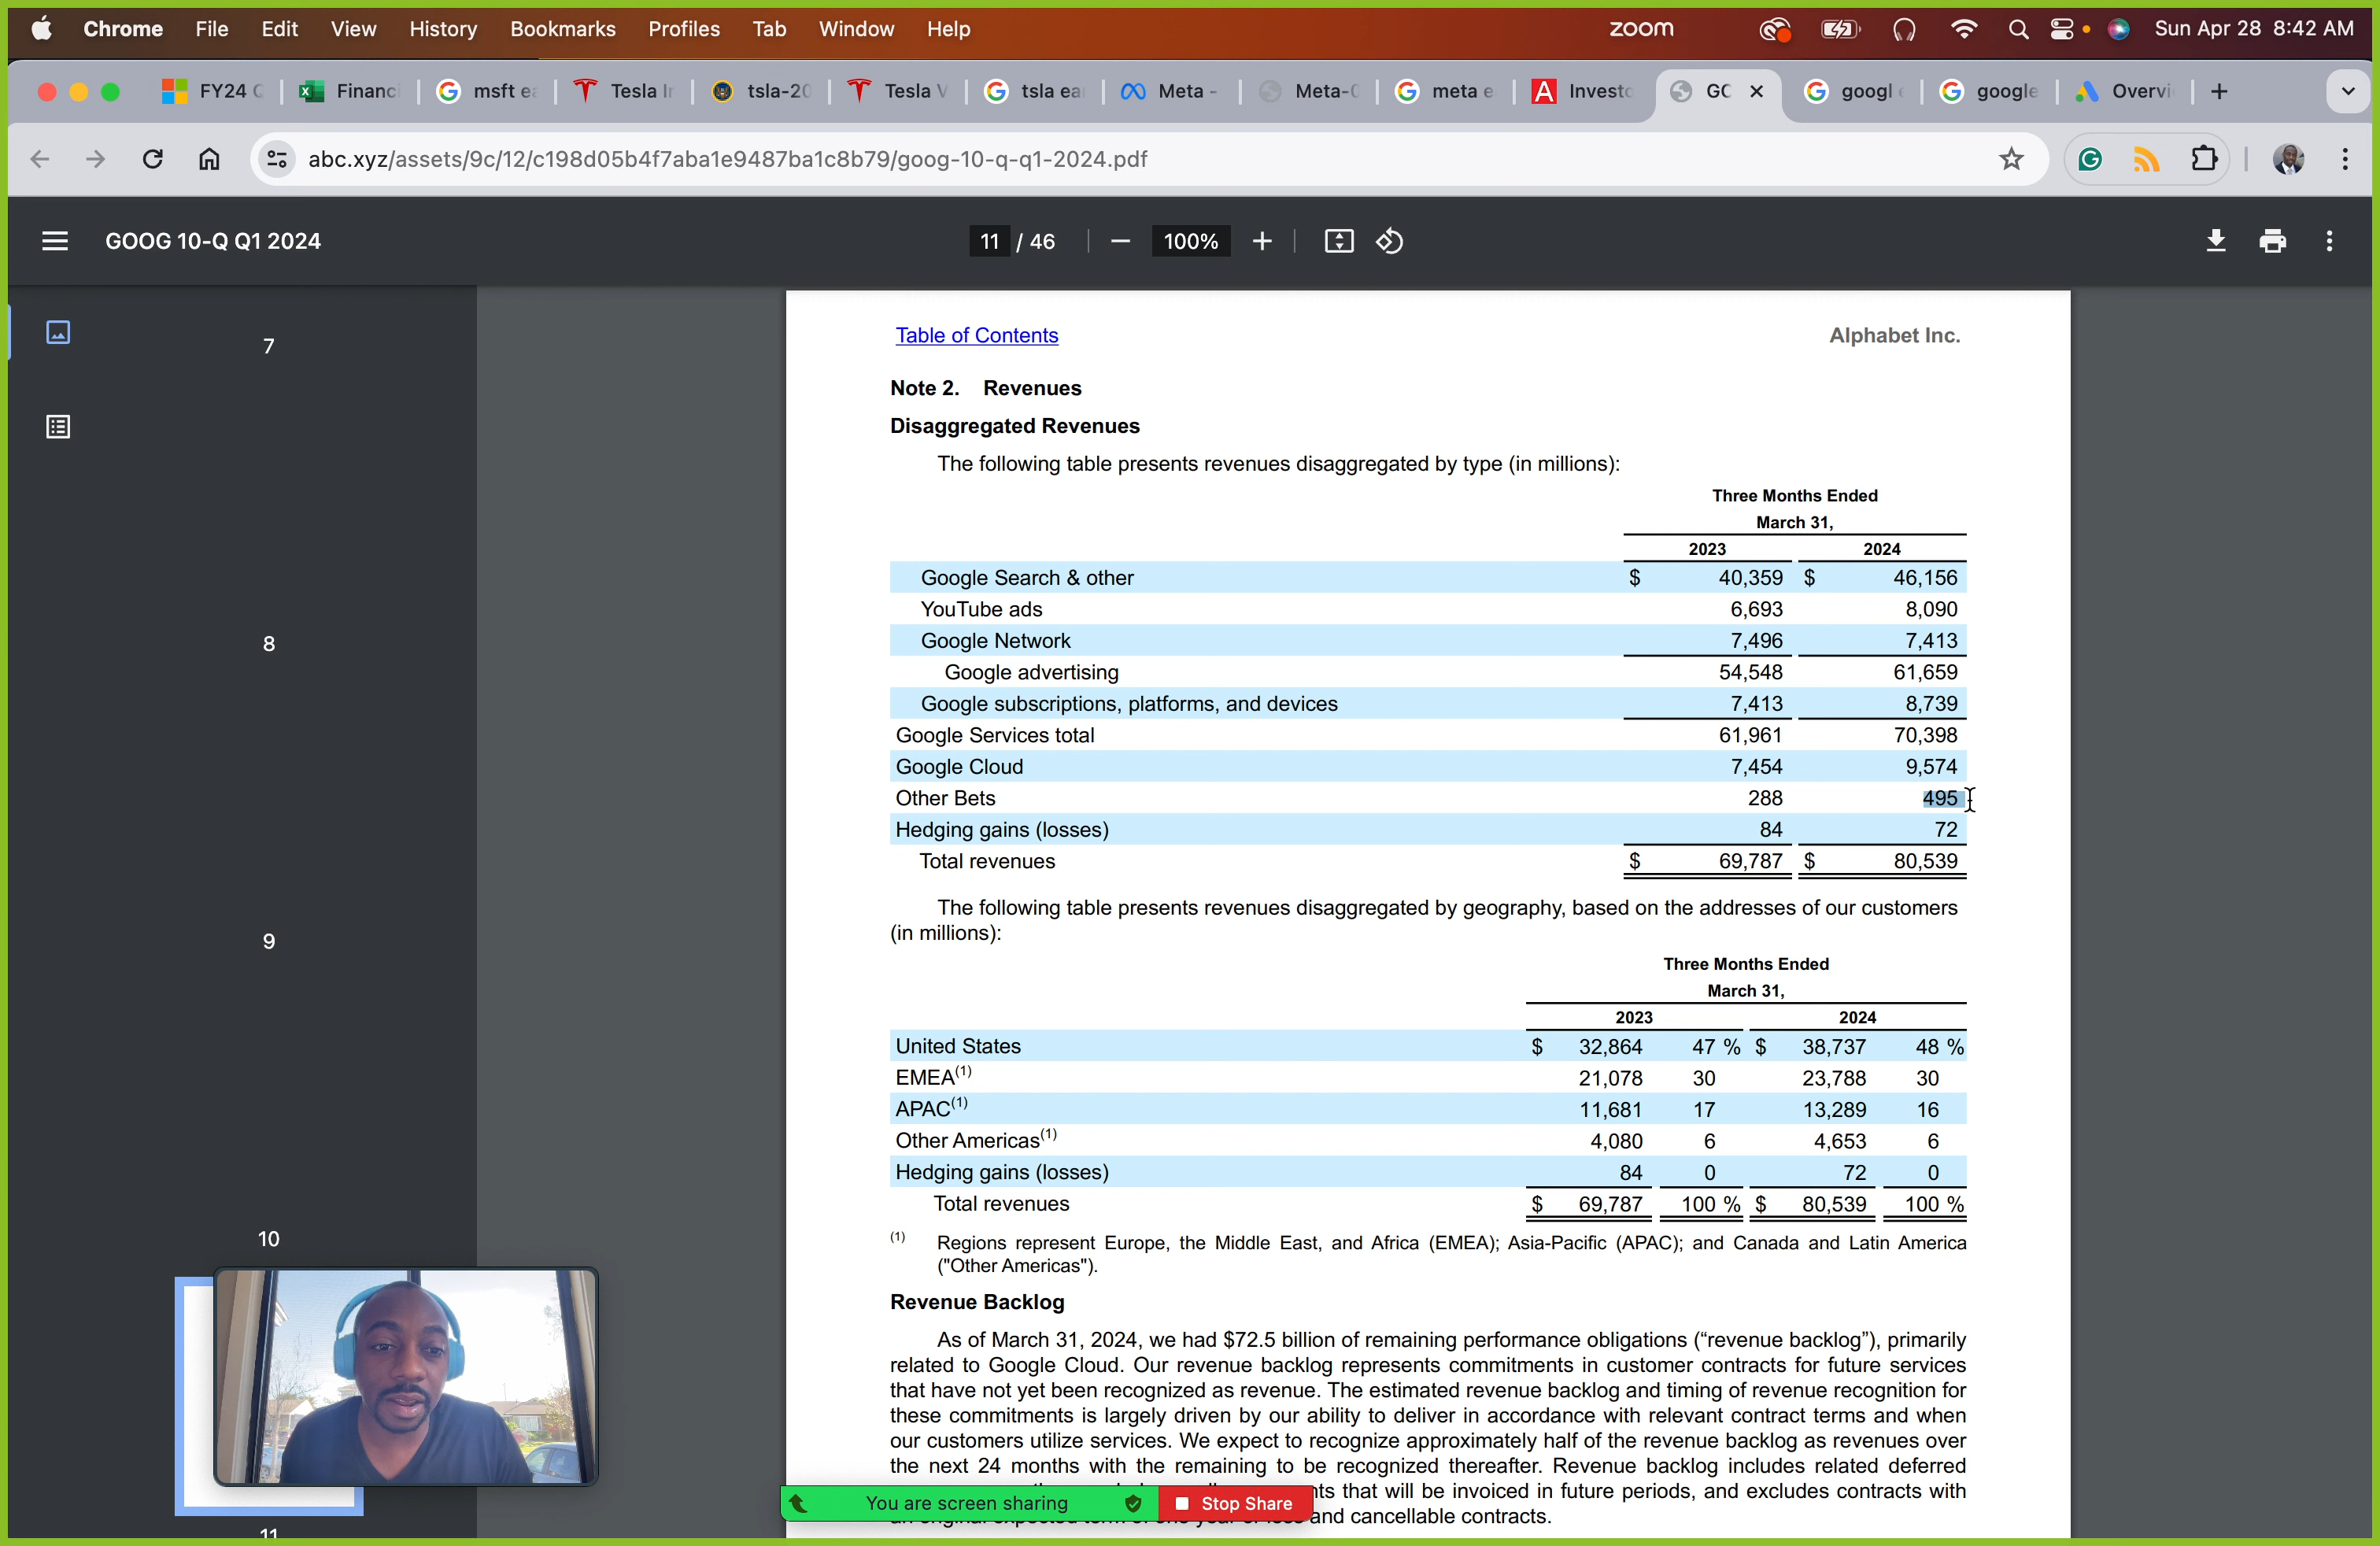 Chrome File Edit View History Bookmarks Profiles Tab Window Help zoom Sun Apr 28 8:42 AM
FY24 Financ msft ea Tesla tsla-20 Tesla tsla ea Meta - Meta- meta e Investo GC googl google Overvi
abc.xyz/assets/9c/12/c198d05b4f7aba1e9487ba1c8b79/goog-10-q-q1-2024.pdf
GOOG 10-Q Q1 2024 11 / 46 100%
7
8
9
10
11
Table of Contents Alphabet Inc.
Note 2. Revenues
Disaggregated Revenues
The following table presents revenues disaggregated by type (in millions):
Three Months Ended
March 31,
2023 2024
Google Search & other $ 40,359 $ 46,156
YouTube ads 6,693 8,090
Google Network 7,496 7,413
Google advertising 54,548 61,659
Google subscriptions, platforms, and devices 7,413 8,739
Google Services total 61,961 70,398
Google Cloud 7,454 9,574
Other Bets 288 495
Hedging gains (losses) 84 72
Total revenues $ 69,787 $ 80,539
The following table presents revenues disaggregated by geography, based on the addresses of our customers
(in millions):
Three Months Ended
March 31,
2023 2024
United States $ 32,864 47 % $ 38,737 48 %
EMEA(1) 21,078 30 23,788 30
APAC(1) 11,681 17 13,289 16
Other Americas(1) 4,080 6 4,653 6
Hedging gains (losses) 84 0 72 0
Total revenues $ 69,787 100 % $ 80,539 100 %
(1) Regions represent Europe, the Middle East, and Africa (EMEA); Asia-Pacific (APAC); and Canada and Latin America
("Other Americas").
Revenue Backlog
As of March 31, 2024, we had $72.5 billion of remaining performance obligations (“revenue backlog”), primarily
related to Google Cloud. Our revenue backlog represents commitments in customer contracts for future services
that have not yet been recognized as revenue. The estimated revenue backlog and timing of revenue recognition for
these commitments is largely driven by our ability to deliver in accordance with relevant contract terms and when
our customers utilize services. We expect to recognize approximately half of the revenue backlog as revenues over
the next 24 months with the remaining to be recognized thereafter. Revenue backlog includes related deferred
that will be invoiced in future periods, and excludes contracts with
and cancellable contracts.
You are screen sharing Stop Share